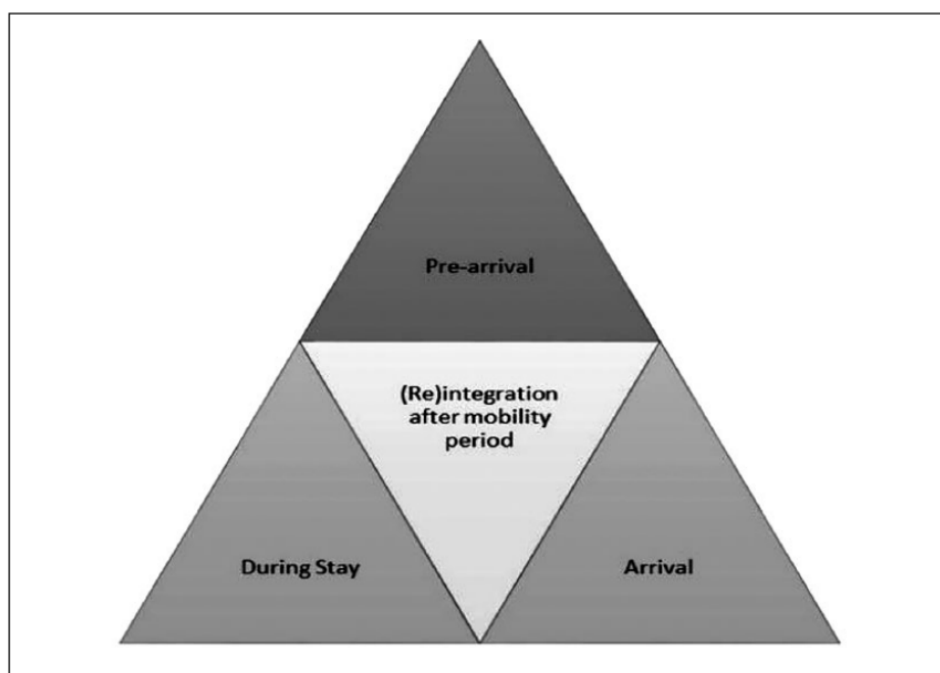 Pre-arrival
(Re)integration
after mobility
period
During Stay
Arrival